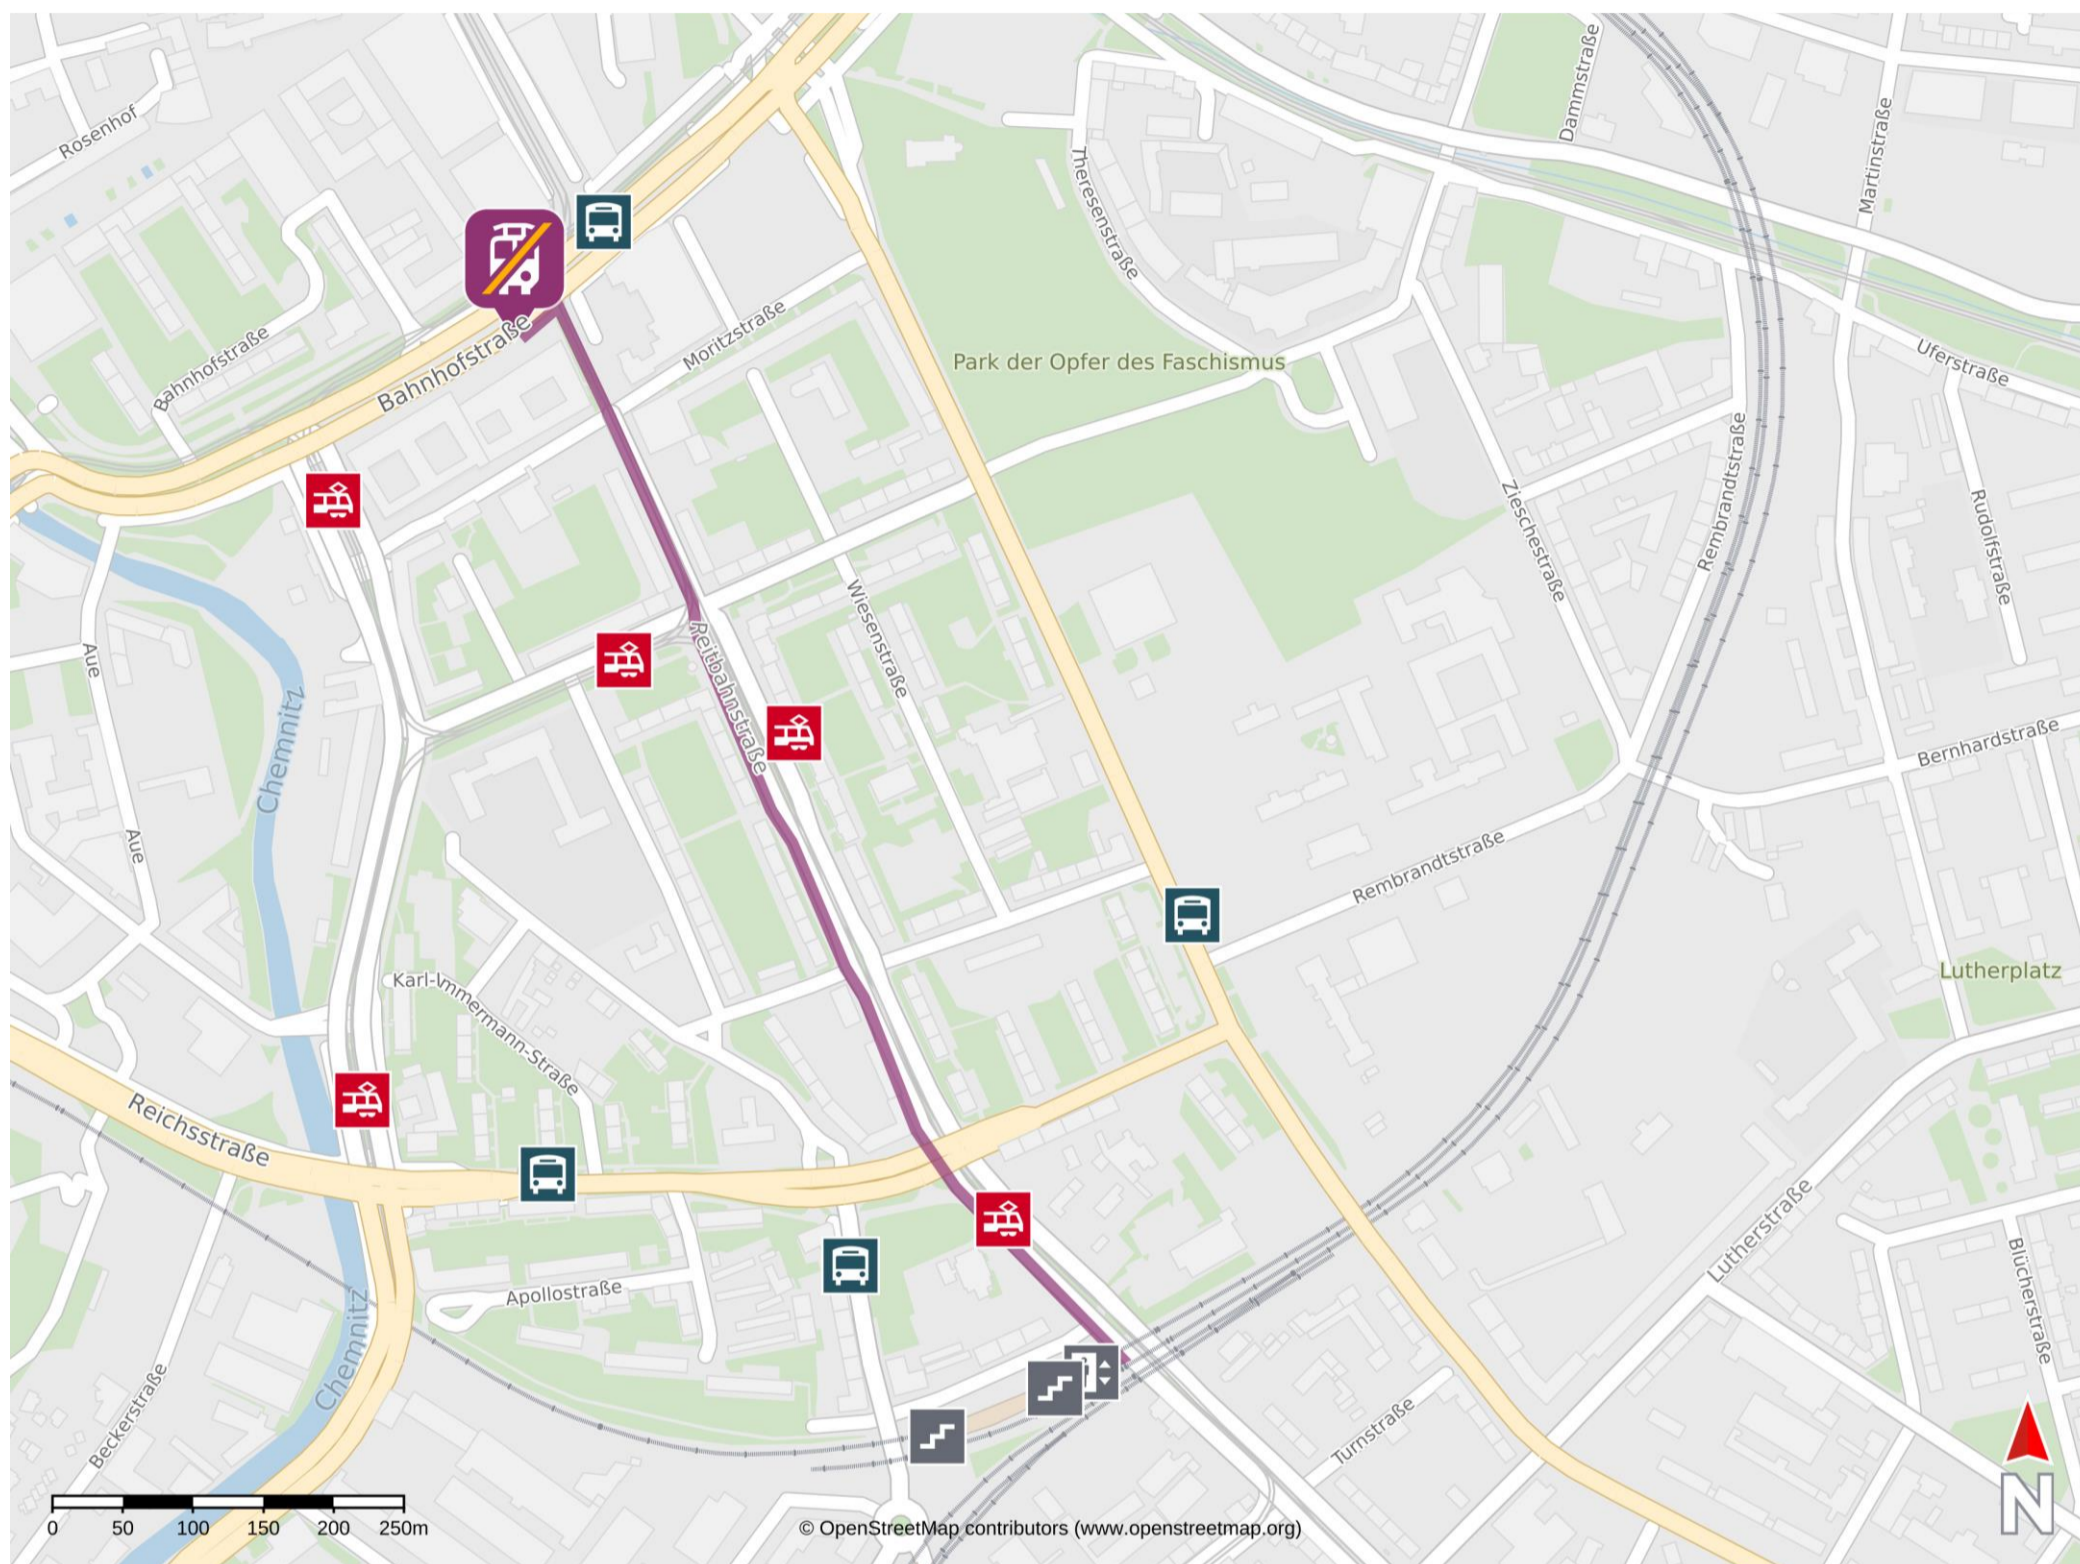 Rosenhof
Dammstraße
Martinstraße
Theresenstraße
Bahnhofstraße
Bahnhofstraße
Moritzstraße
Park der Opfer des Faschismus
Uferstraße
Rembrandtstraße
Zieschestraße
Rudolfstraße
Wiesenstraße
Reitbahnstraße
Aue
Chemnitz
Bernhardstraße
Aue
Rembrandtstraße
Karl-Immermann-Straße
Lutherplatz
Reichsstraße
Lutherstraße
Blücherstraße
Apollostraße
Chemnitz
Beckerstraße
Turnstraße
N
0 50 100 150 200 250m
© OpenStreetMap contributors (www.openstreetmap.org)